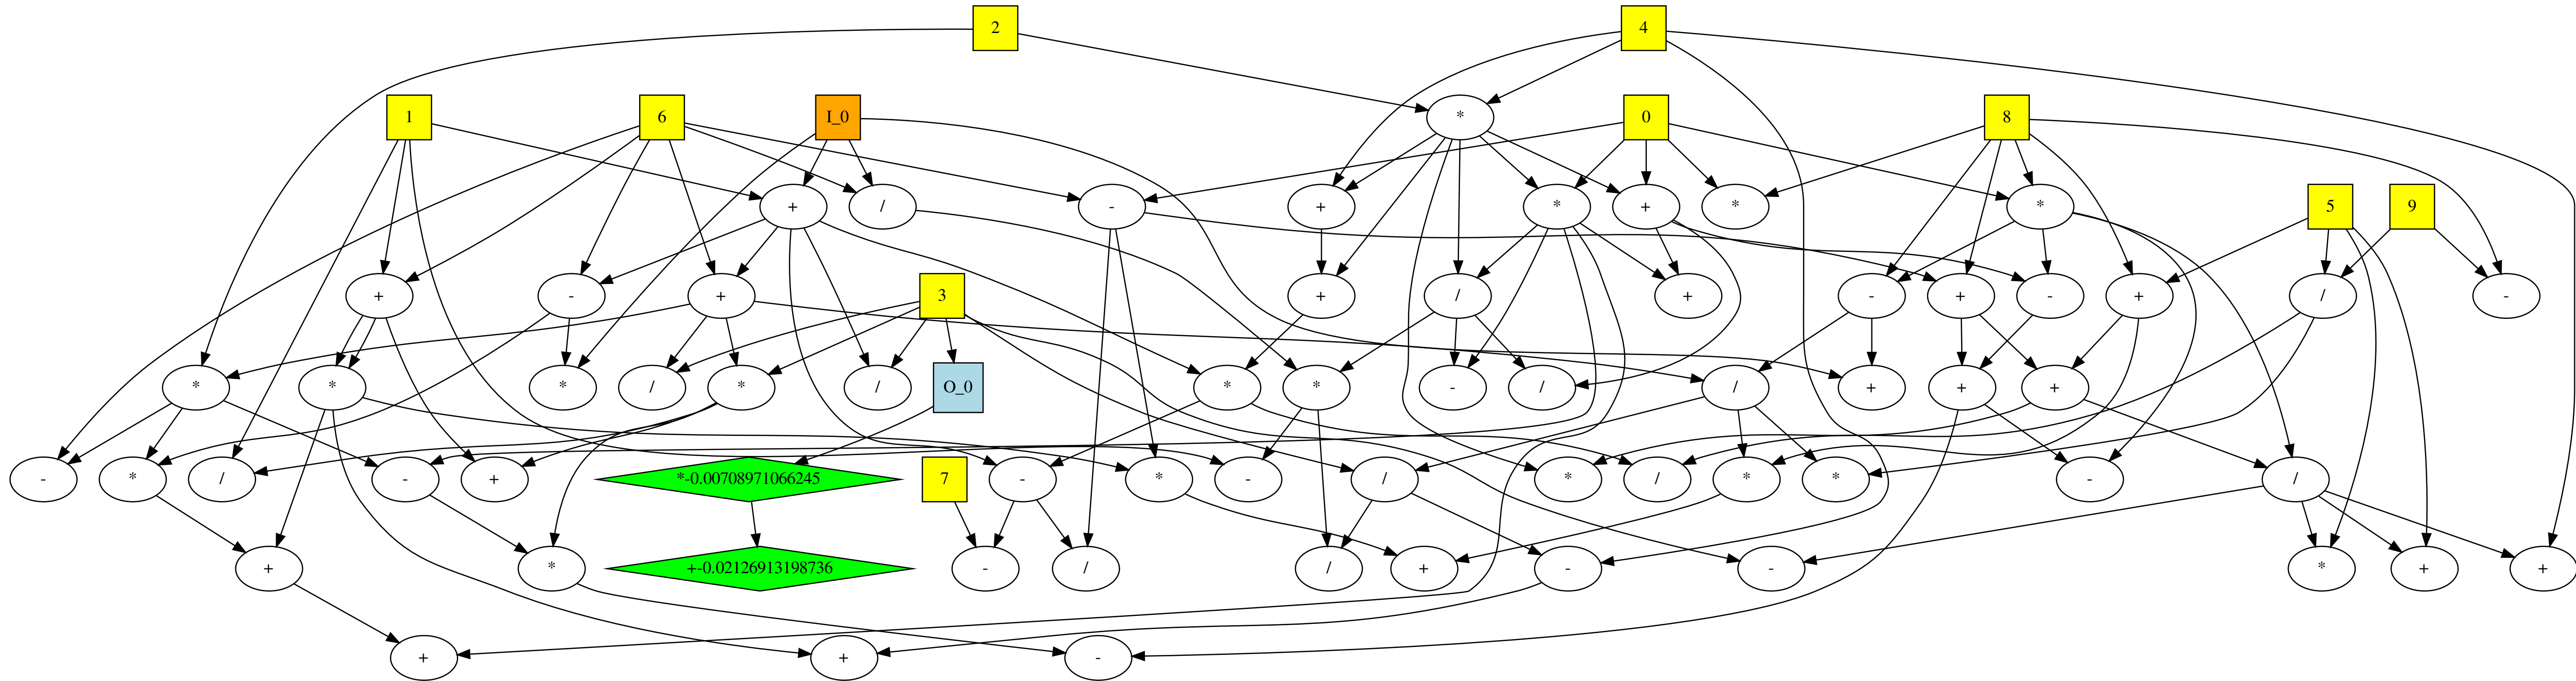 2 4
1 6 I_0 * 0 8
+ / - + * + * * 5 9
+ - + 3 + / + - + - + / -
* * * / * / O_0 * * - / / + + +
- * / - + *-0.00708971066245 7 - * - / * / * * - /
+ * +-0.02126913198736 - / / + - - * + +
+ + -